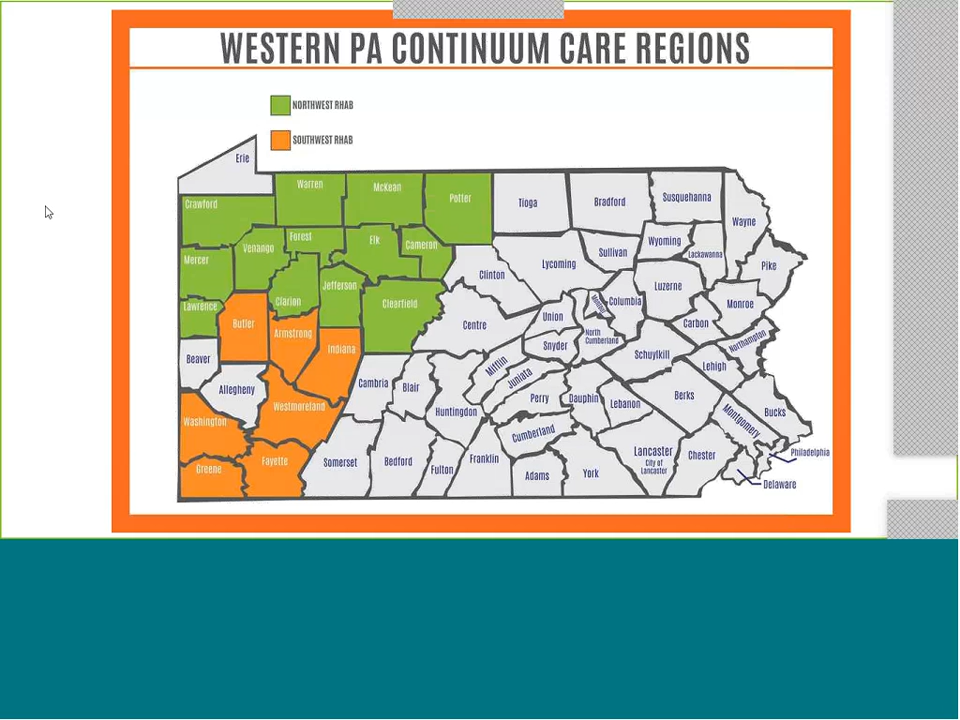 WESTERN PA CONTINUUM CARE REGIONS
NORTHWEST RHAB
SOUTHWEST RHAB
Erie
Warren
McKean
Potter
Tioga
Bradford
Susquehanna
Crawford
Wayne
Forest
Elk
Cameron
Venango
Wyoming
Sullivan
Lackawanna
Mercer
Lycoming
Pike
Clinton
Jefferson
Luzerne
Clarion
Clearfield
Columbia
Monroe
Lawrence
Union
Centre
Carbon
Butler
Armstrong
North
Cumberland
Northampton
Snyder
Indiana
Schuylkill
Beaver
Mifflin
Lehigh
Juniata
Allegheny
Cambria
Blair
Berks
Perry
Dauphin
Lebanon
Westmoreland
Huntingdon
Bucks
Montgomery
Washington
Cumberland
Lancaster
City of
Lancaster
Chester
Philadelphia
Greene
Fayette
Somerset
Bedford
Fulton
Franklin
Adams
York
Delaware